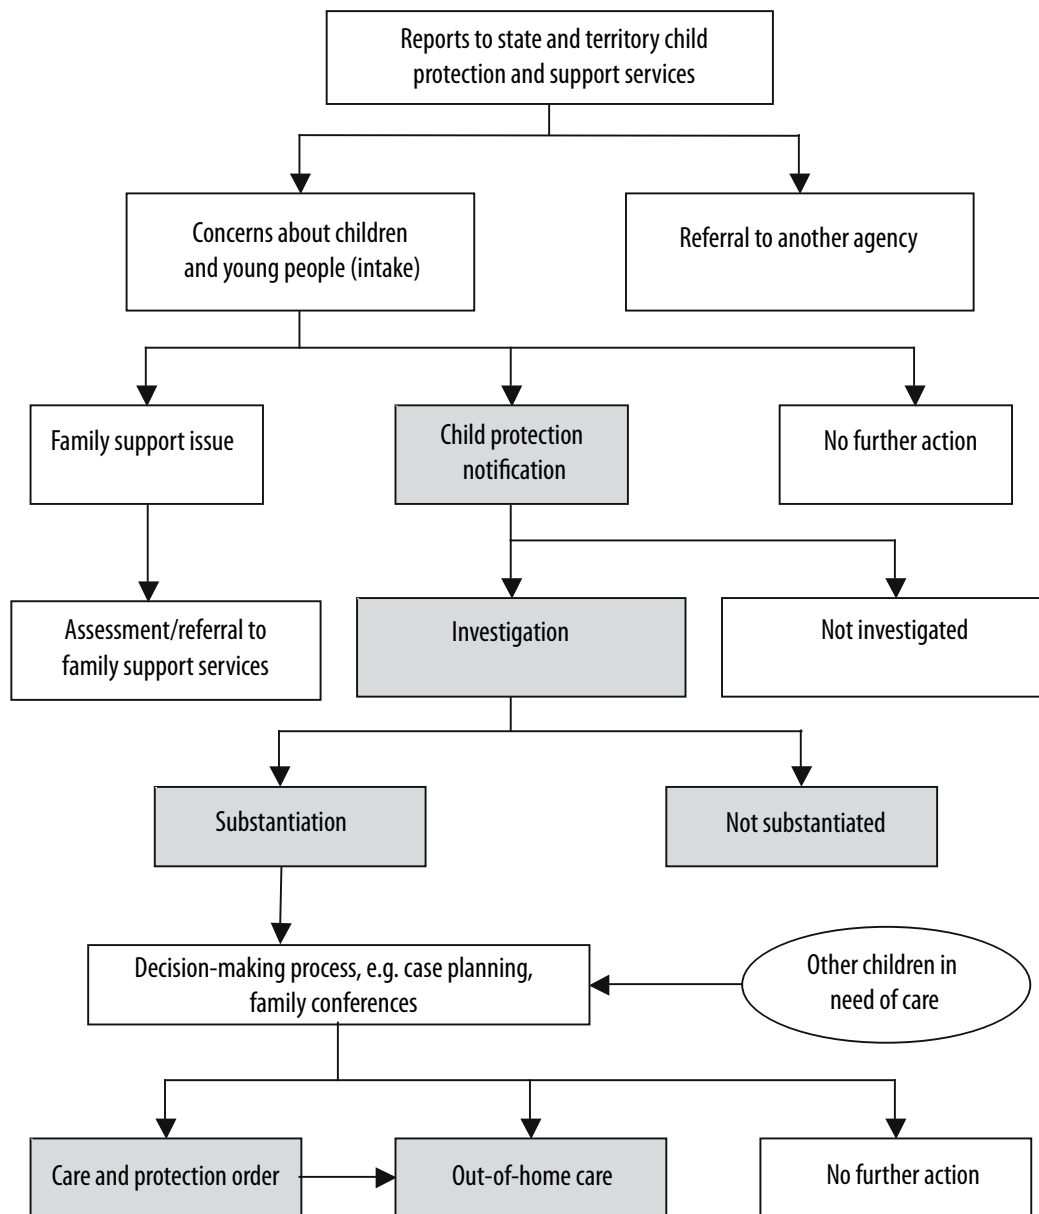 Reports to state and territory child
protection and support services
Concerns about children
and young people (intake)
Referral to another agency
Family support issue
Child protection
notification
No further action
Assessment/referral to
family support services
Investigation
Not investigated
Substantiation
Not substantiated
Decision-making process, e.g. case planning,
family conferences
Other children in
need of care
Care and protection order
Out-of-home care
No further action